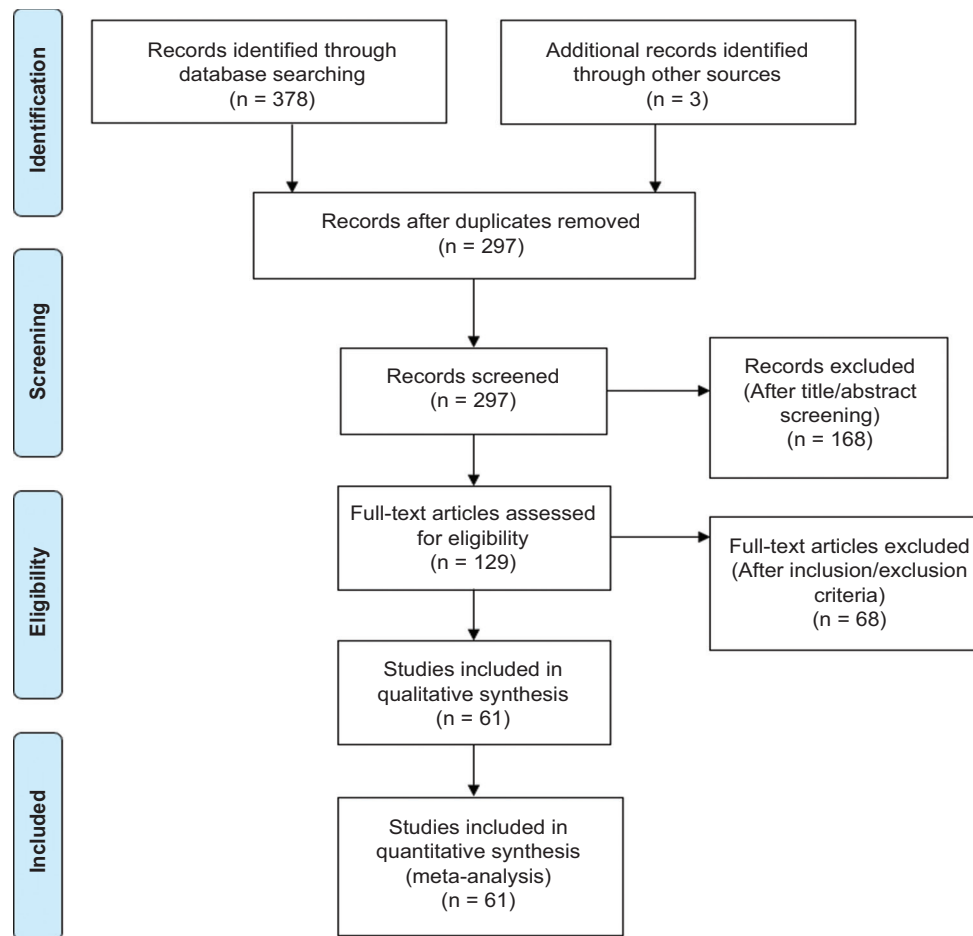 Identification
Records identified through
database searching
(n = 378)
Additional records identified
through other sources
(n = 3)
Records after duplicates removed
(n = 297)
Screening
Records screened
(n = 297)
Records excluded
(After title/abstract
screening)
(n = 168)
Eligibility
Full-text articles assessed
for eligibility
(n = 129)
Full-text articles excluded
(After inclusion/exclusion
criteria)
(n = 68)
Studies included in
qualitative synthesis
(n = 61)
Included
Studies included in
quantitative synthesis
(meta-analysis)
(n = 61)